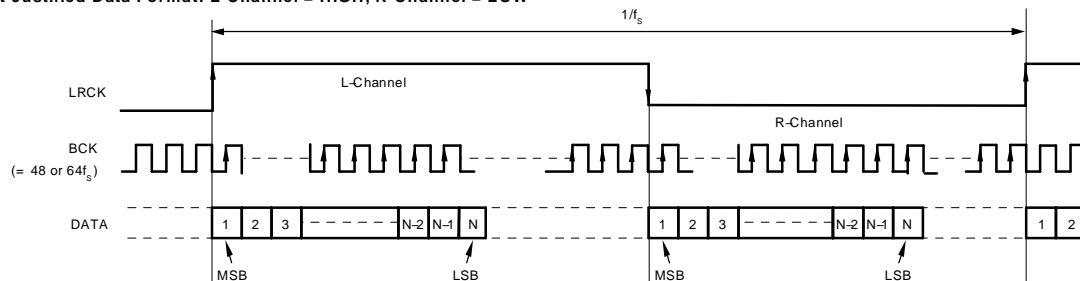 Justified Data Format: L-Channel = HIGH, R-Channel = LOW
1/fs
LRCK
L-Channel
R-Channel
BCK
(= 48 or 64fs)
DATA
1 2 3 N-2 N-1 N 1 2 3 N-2 N-1 N 1 2
MSB LSB MSB LSB